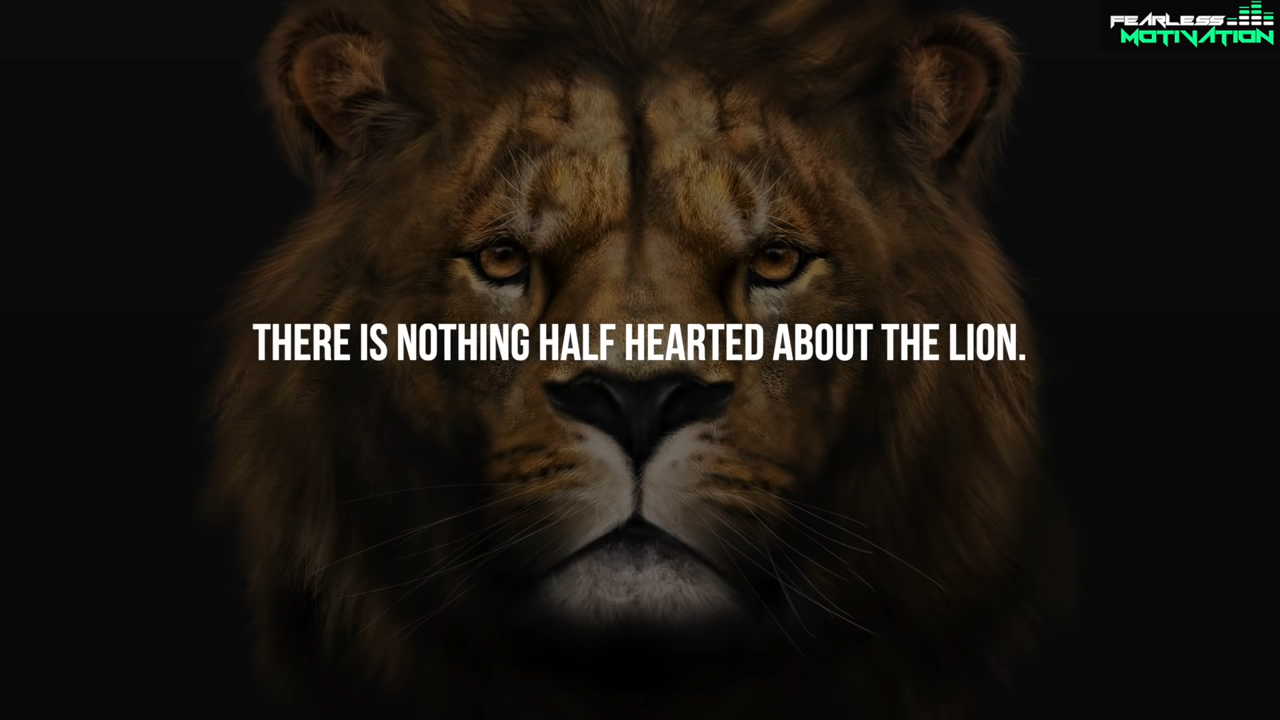 FEARLESS
MOTIVATION
THERE IS NOTHING HALF HEARTED ABOUT THE LION.